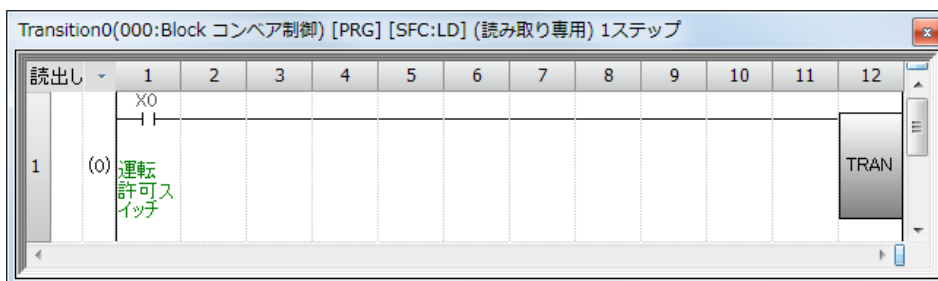 Transition0(000:Block コンベア制御) [PRG] [SFC:LD] (読み取り専用) 1ステップ
読出し 1 2 3 4 5 6 7 8 9 10 11 12
X0
1 (0) TRAN
運転
許可ス
イッチ